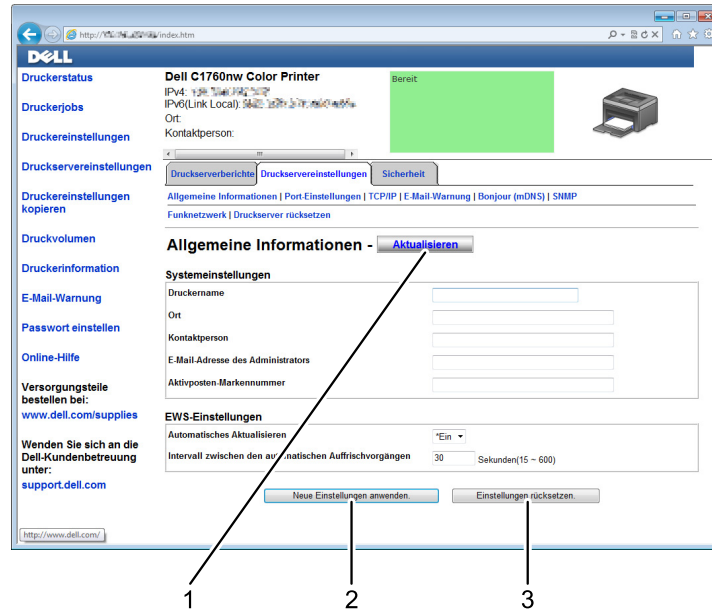 http://
/index.htm
DELL
Druckerstatus
Druckerjobs
Druckereinstellungen
Druckservereinstellungen
Druckereinstellungen
kopieren
Druckvolumen
Druckerinformation
E-Mail-Warnung
Passwort einstellen
Online-Hilfe
Versorgungsteile
bestellen bei:
www.dell.com/supplies
Wenden Sie sich an die
Dell-Kundenbetreuung
unter:
support.dell.com
http://www.dell.com/
Dell C1760nw Color Printer
IPv4:
IPv6(Link Local):
Ort:
Kontaktperson:
Bereit
Druckserverberichte Druckservereinstellungen Sicherheit
Allgemeine Informationen | Port-Einstellungen | TCP/IP | E-Mail-Warnung | Bonjour (mDNS) | SNMP
Funknetzwerk | Druckserver rücksetzen
Allgemeine Informationen - Aktualisieren
Systemeinstellungen
Druckername
Ort
Kontaktperson
E-Mail-Adresse des Administrators
Aktivposten-Markennummer
EWS-Einstellungen
Automatisches Aktualisieren *Ein
Intervall zwischen den automatischen Auffrischvorgängen 30 Sekunden(15 ~ 600)
Neue Einstellungen anwenden. Einstellungen rücksetzen.
1 2 3